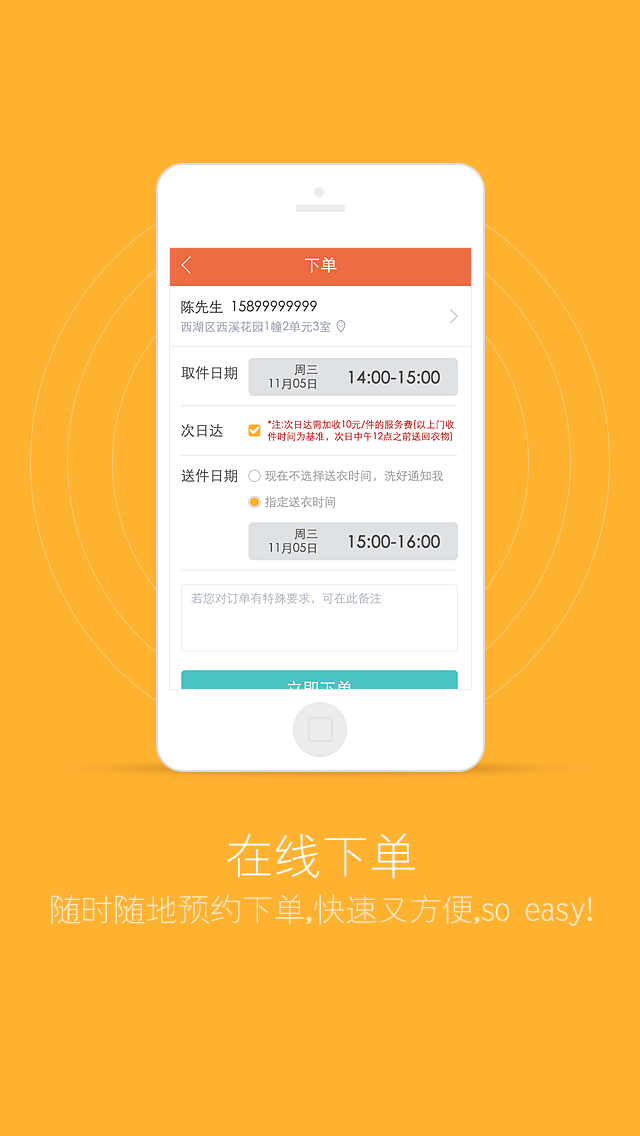 下单
陈先生 15899999999
西湖区西溪花园1幢2单元3室
取件日期
周三
11月05日
14:00-15:00
次日达
*注:次日达需加收10元/件的服务费(以上门收
件时间为基准，次日中午12点之前送回衣物)
送件日期
现在不选择送衣时间，洗好通知我
指定送衣时间
周三
11月05日
15:00-16:00
若您对订单有特殊要求，可在此备注
立即下单
在线下单
随时随地预约下单,快速又方便,so easy!